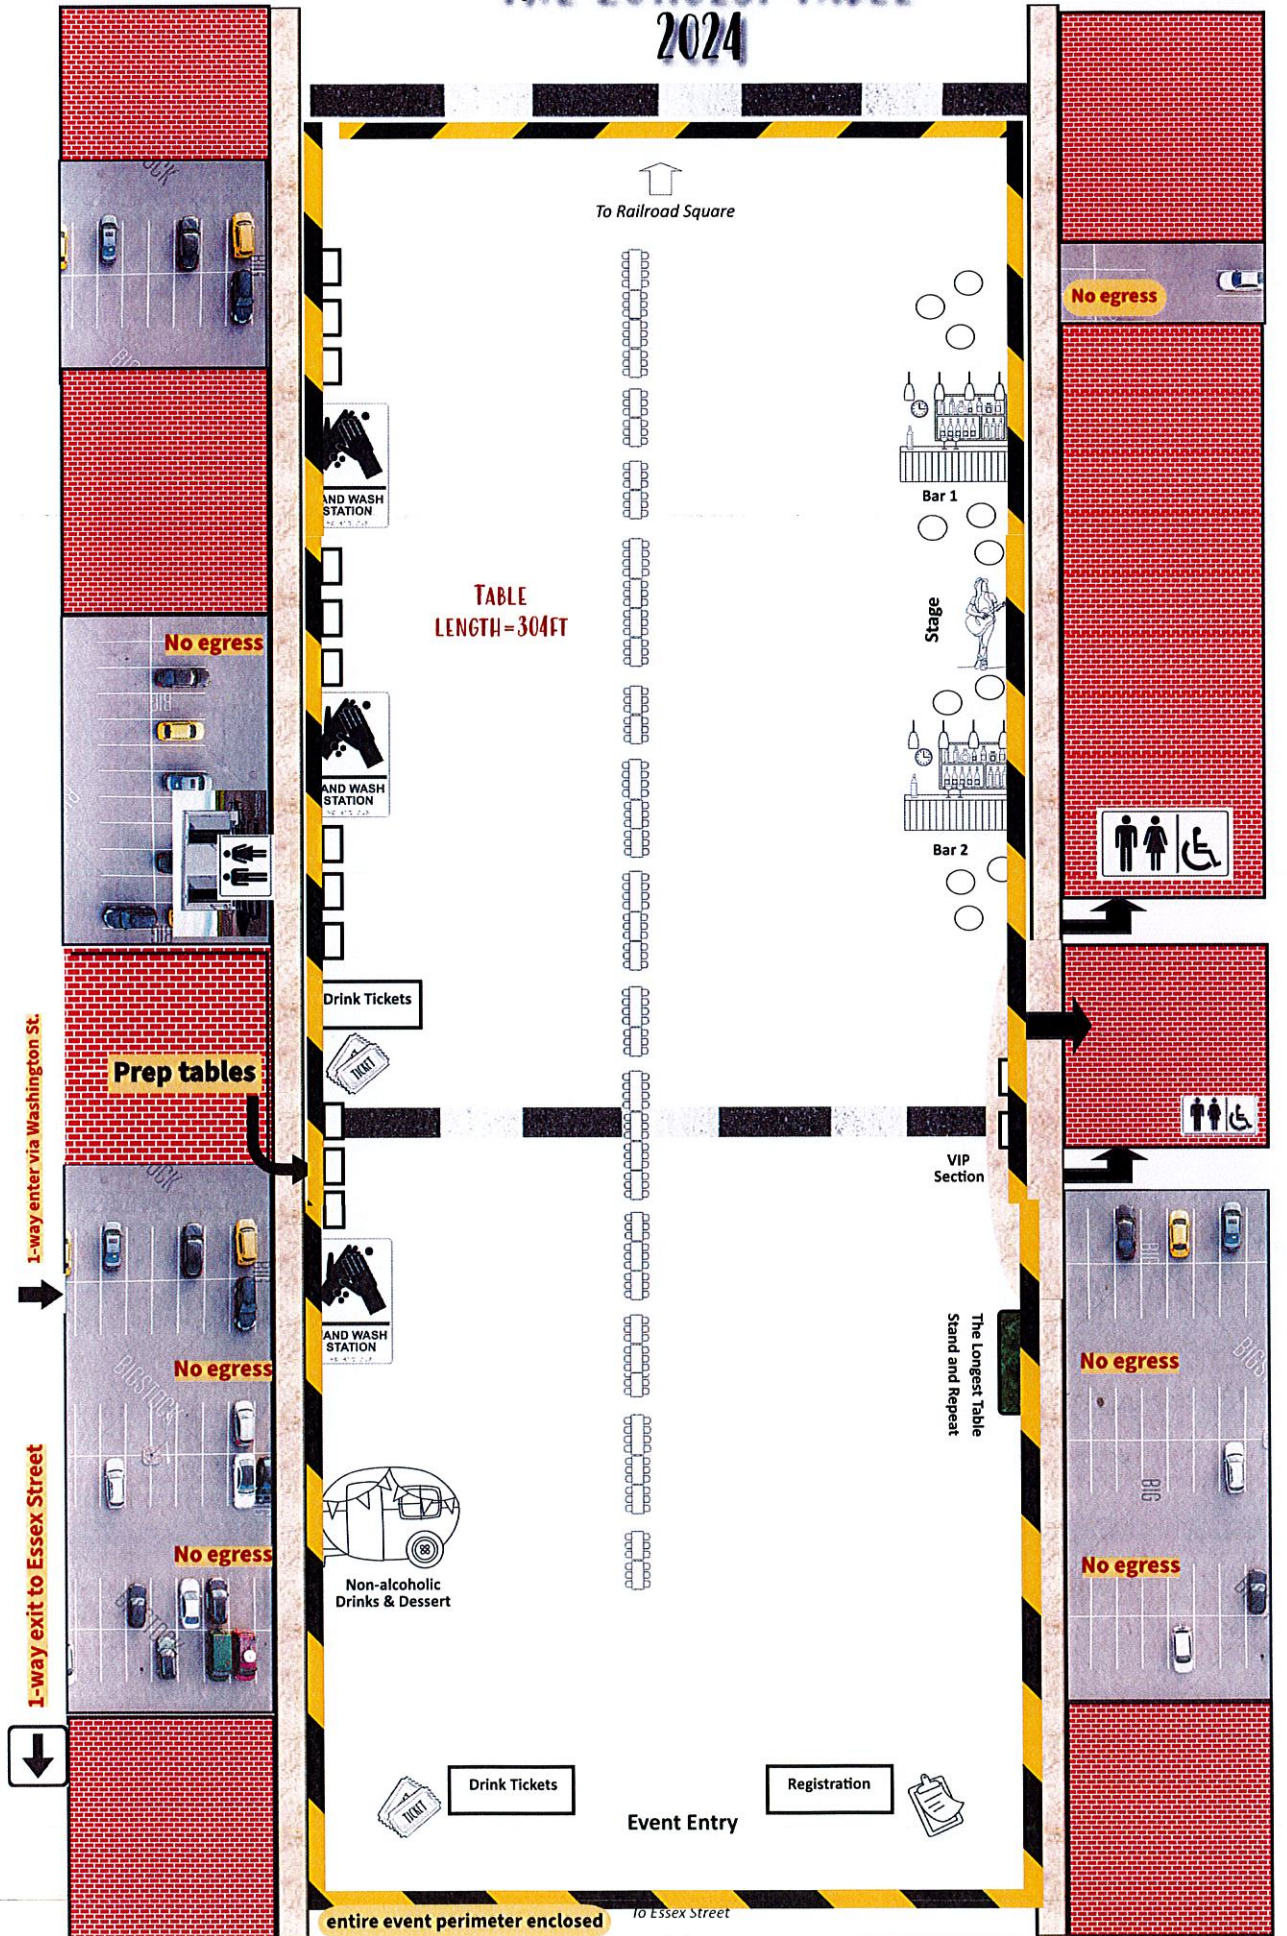 2024
To Railroad Square
No egress
HAND WASH
STATION
Bar 1
TABLE
LENGTH=304FT
Stage
No egress
AND WASH
STATION
Bar 2
Drink Tickets
TICKET
1-way enter via Washington St.
Prep tables
VIP
Section
AND WASH
STATION
The Longest Table
Stand and Repeat
No egress
No egress
BIGSTOCK
1-way exit to Essex Street
No egress
No egress
Non-alcoholic
Drinks & Dessert
Drink Tickets
TICKET
Registration
Event Entry
entire event perimeter enclosed
To Essex Street